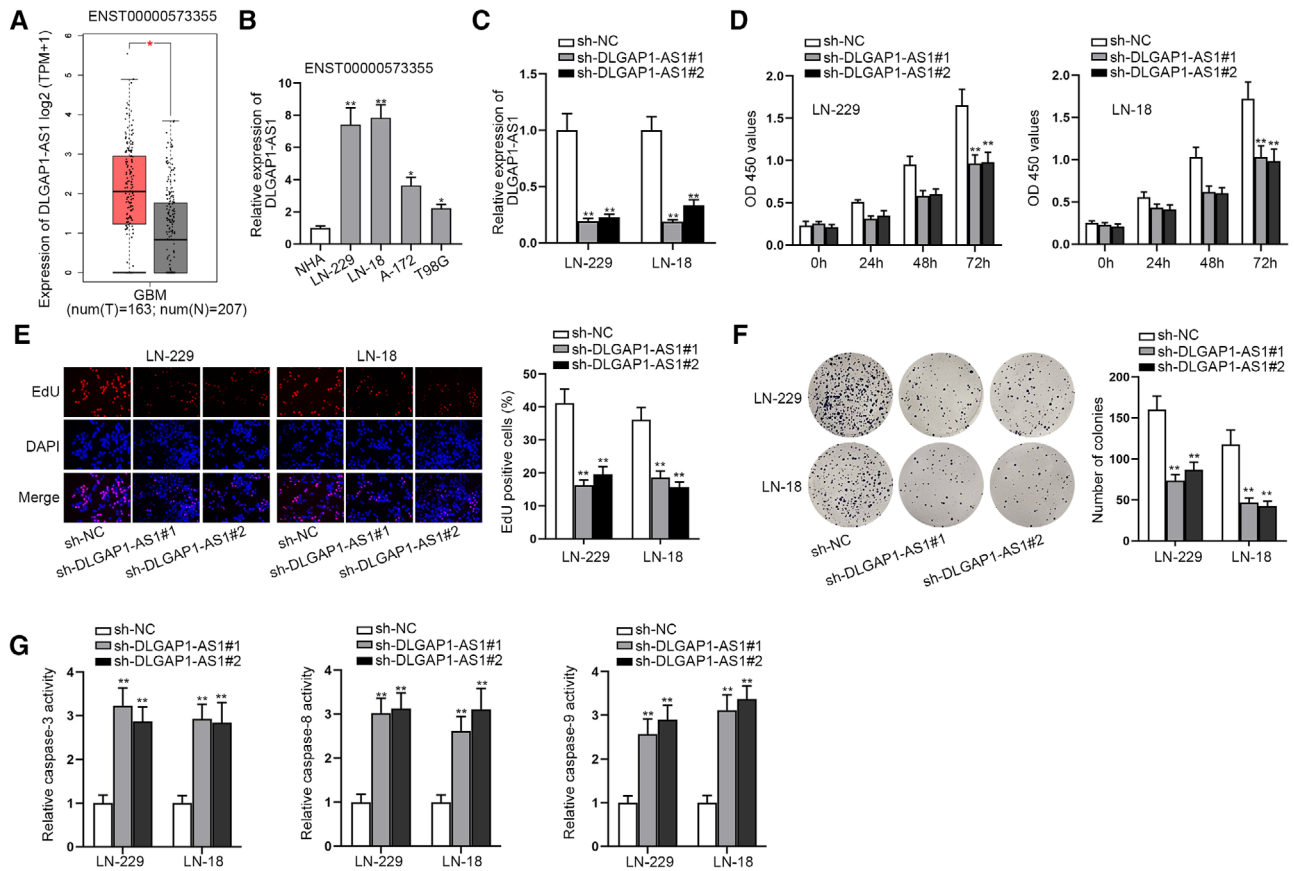 A
ENST00000573355
Expression of DLGAP1-AS1 log2 (TPM+1)
6
5
4
3
2
1
0
*
GBM
(num(T)=163; num(N)=207)
B
ENST00000573355
Relative expression of
DLGAP1-AS1
10
8
6
4
2
0
** ** * *
NHA
LN-229
LN-18
A-172
T98G
C
sh-NC
sh-DLGAP1-AS1#1
sh-DLGAP1-AS1#2
Relative expression of
DLGAP1-AS1
1.5
1.0
0.5
0.0
** ** ** **
LN-229 LN-18
D
sh-NC
sh-DLGAP1-AS1#1
sh-DLGAP1-AS1#2
LN-229
OD 450 values
2.0
1.5
1.0
0.5
0.0
** **
0h 24h 48h 72h
sh-NC
sh-DLGAP1-AS1#1
sh-DLGAP1-AS1#2
LN-18
OD 450 values
2.0
1.5
1.0
0.5
0.0
** **
0h 24h 48h 72h
E
LN-229 LN-18
EdU
DAPI
Merge
sh-NC
sh-DLGAP1-AS1#1
sh-DLGAP1-AS1#2
sh-NC
sh-DLGAP1-AS1#1
sh-DLGAP1-AS1#2
sh-NC
sh-DLGAP1-AS1#1
sh-DLGAP1-AS1#2
EdU positive cells (%)
50
40
30
20
10
0
** ** ** **
LN-229 LN-18
F
LN-229
LN-18
sh-NC
sh-DLGAP1-AS1#1
sh-DLGAP1-AS1#2
sh-NC
sh-DLGAP1-AS1#1
sh-DLGAP1-AS1#2
Number of colonies
200
150
100
50
0
** ** ** **
LN-229 LN-18
G
sh-NC
sh-DLGAP1-AS1#1
sh-DLGAP1-AS1#2
Relative caspase-3 activity
4
3
2
1
0
** ** ** **
LN-229 LN-18
sh-NC
sh-DLGAP1-AS1#1
sh-DLGAP1-AS1#2
Relative caspase-8 activity
4
3
2
1
0
** ** ** **
LN-229 LN-18
sh-NC
sh-DLGAP1-AS1#1
sh-DLGAP1-AS1#2
Relative caspase-9 activity
4
3
2
1
0
** ** ** **
LN-229 LN-18